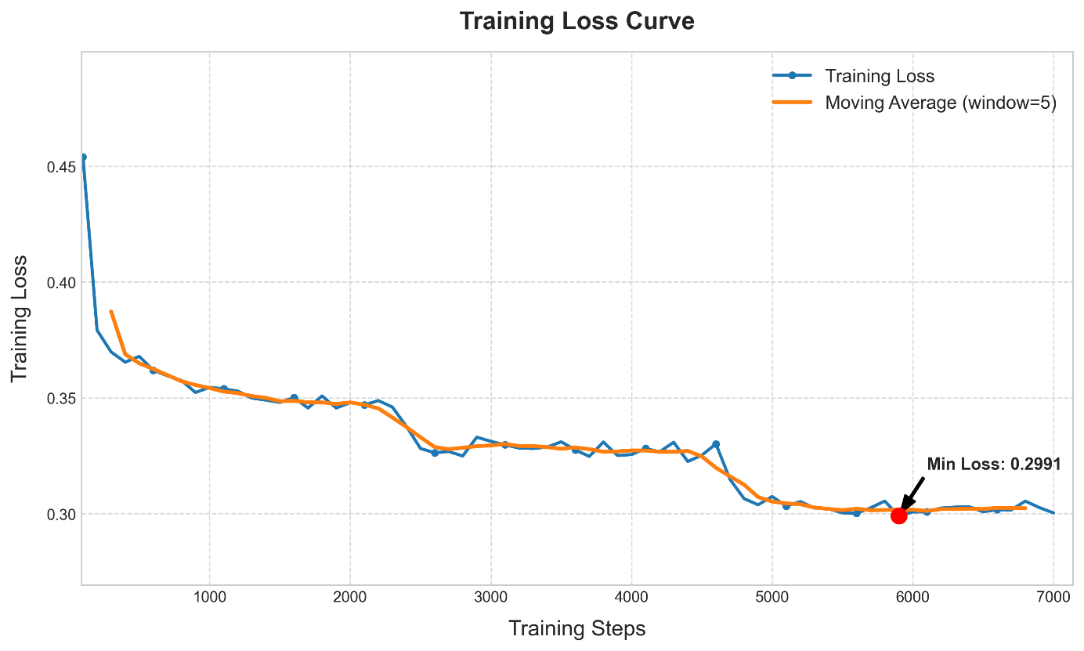 Training Loss Curve
Training Loss
Moving Average (window=5)
0.45
0.40
0.35
0.30
Training Loss
Min Loss: 0.2991
1000 2000 3000 4000 5000 6000 7000
Training Steps